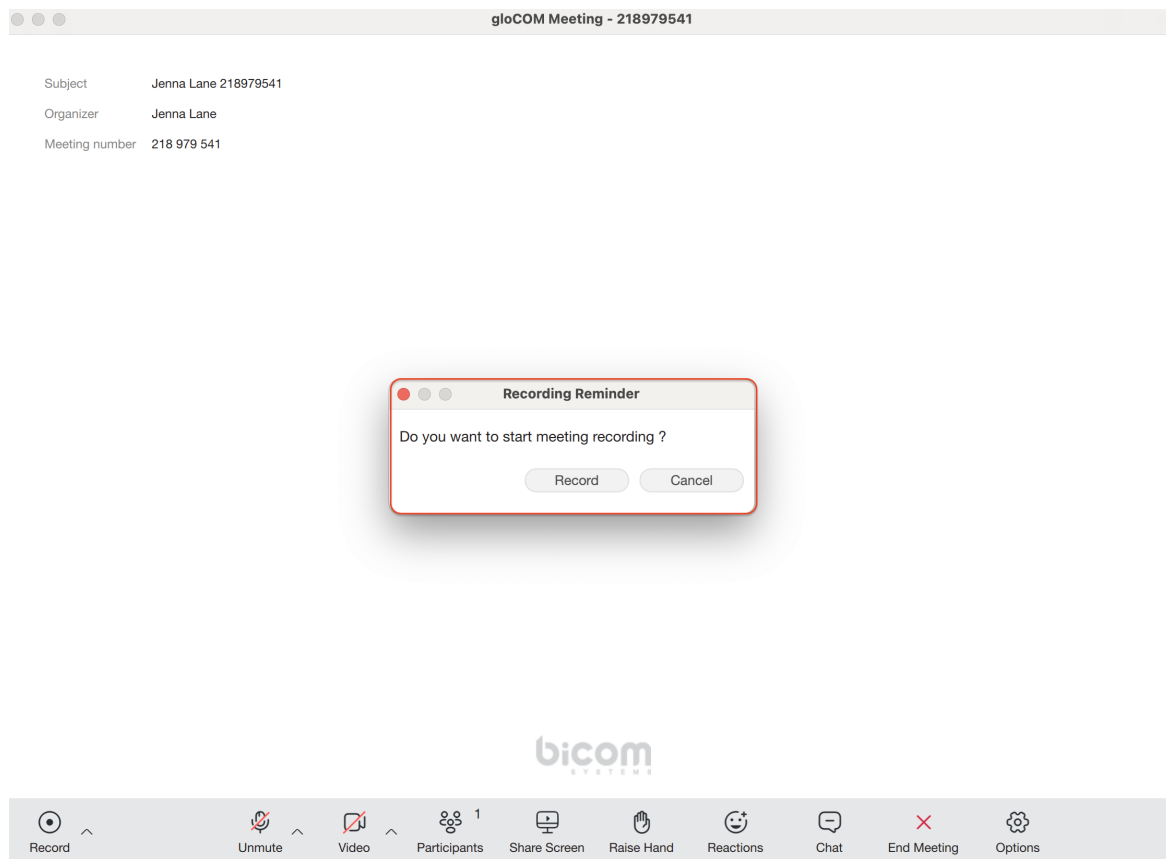 gloCOM Meeting - 218979541
Subject Jenna Lane 218979541
Organizer Jenna Lane
Meeting number 218 979 541
Recording Reminder
Do you want to start meeting recording ?
Record Cancel
bicom
SYSTEMS
1
Record Unmute Video Participants Share Screen Raise Hand Reactions Chat End Meeting Options